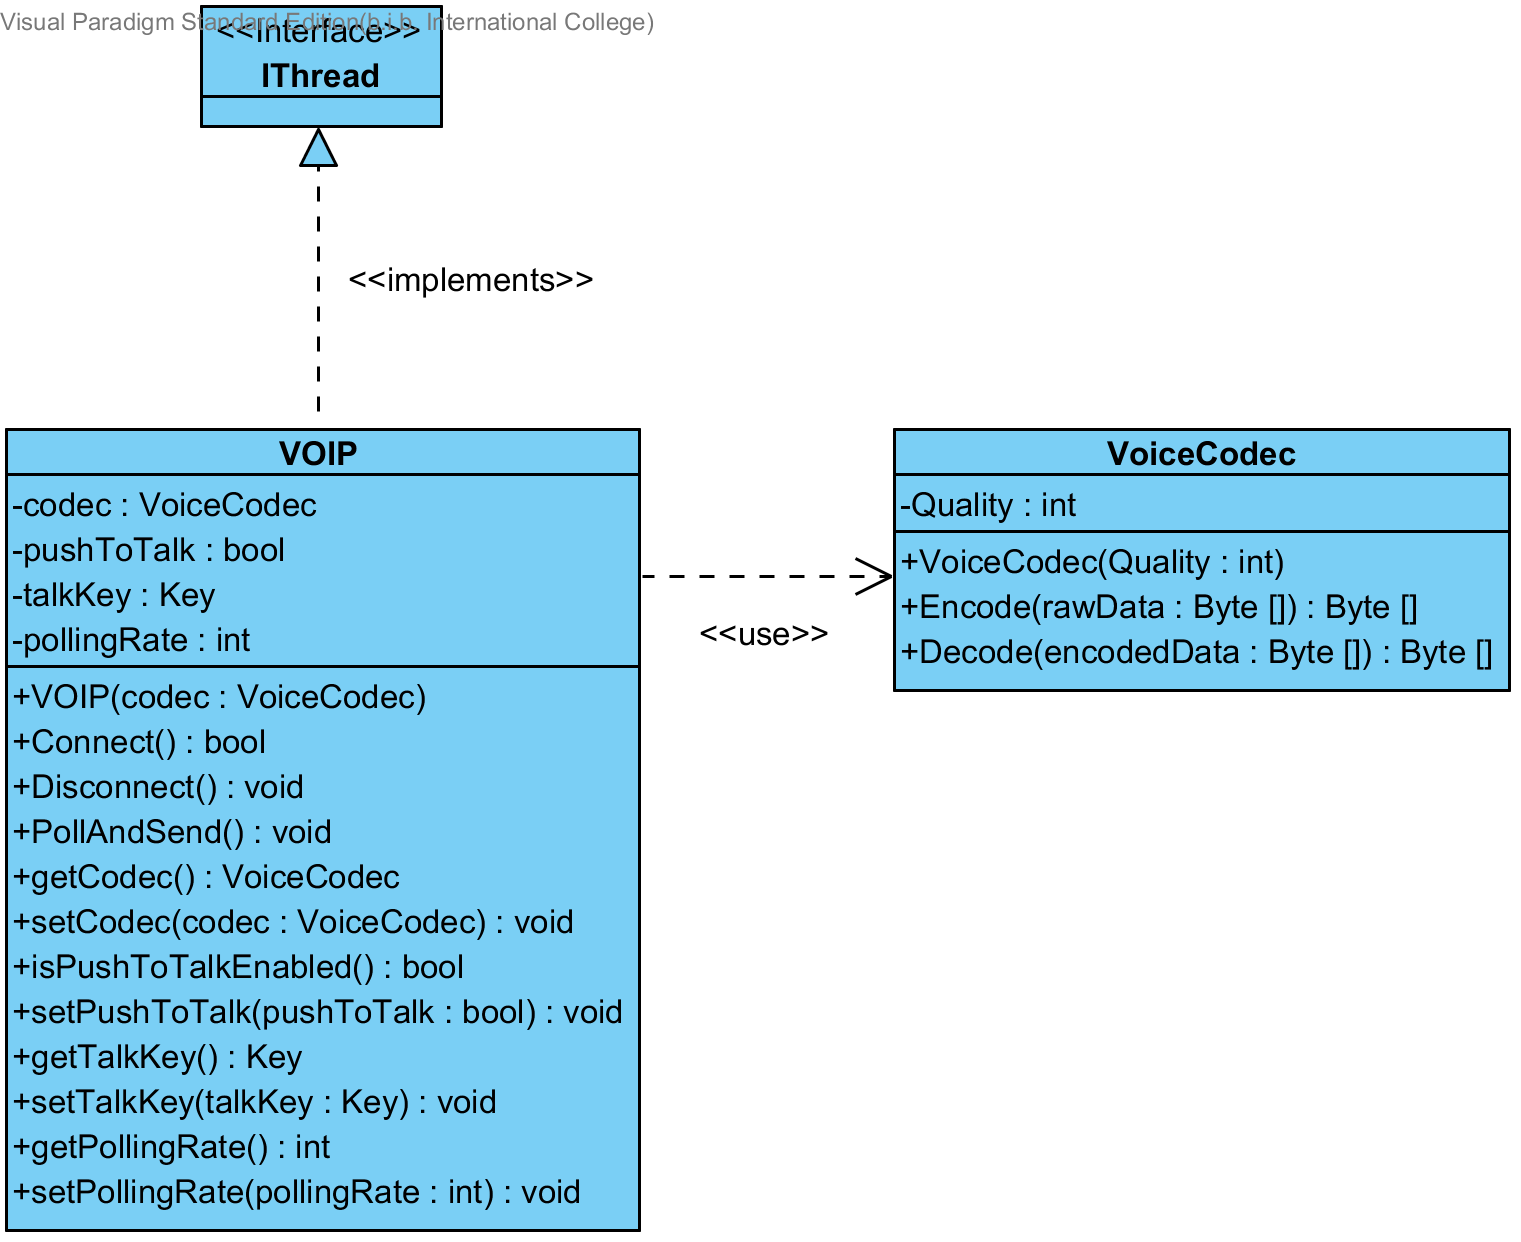 Visual Paradigm Standard Edition(b.i.b. International College)
<<Interface>>
IThread
<<implements>>
VOIP
-codec : VoiceCodec
-pushToTalk : bool
-talkKey : Key
-pollingRate : int
+VOIP(codec : VoiceCodec)
+Connect() : bool
+Disconnect() : void
+PollAndSend() : void
+getCodec() : VoiceCodec
+setCodec(codec : VoiceCodec) : void
+isPushToTalkEnabled() : bool
+setPushToTalk(pushToTalk : bool) : void
+getTalkKey() : Key
+setTalkKey(talkKey : Key) : void
+getPollingRate() : int
+setPollingRate(pollingRate : int) : void
<<use>>
VoiceCodec
-Quality : int
+VoiceCodec(Quality : int)
+Encode(rawData : Byte []) : Byte []
+Decode(encodedData : Byte []) : Byte []